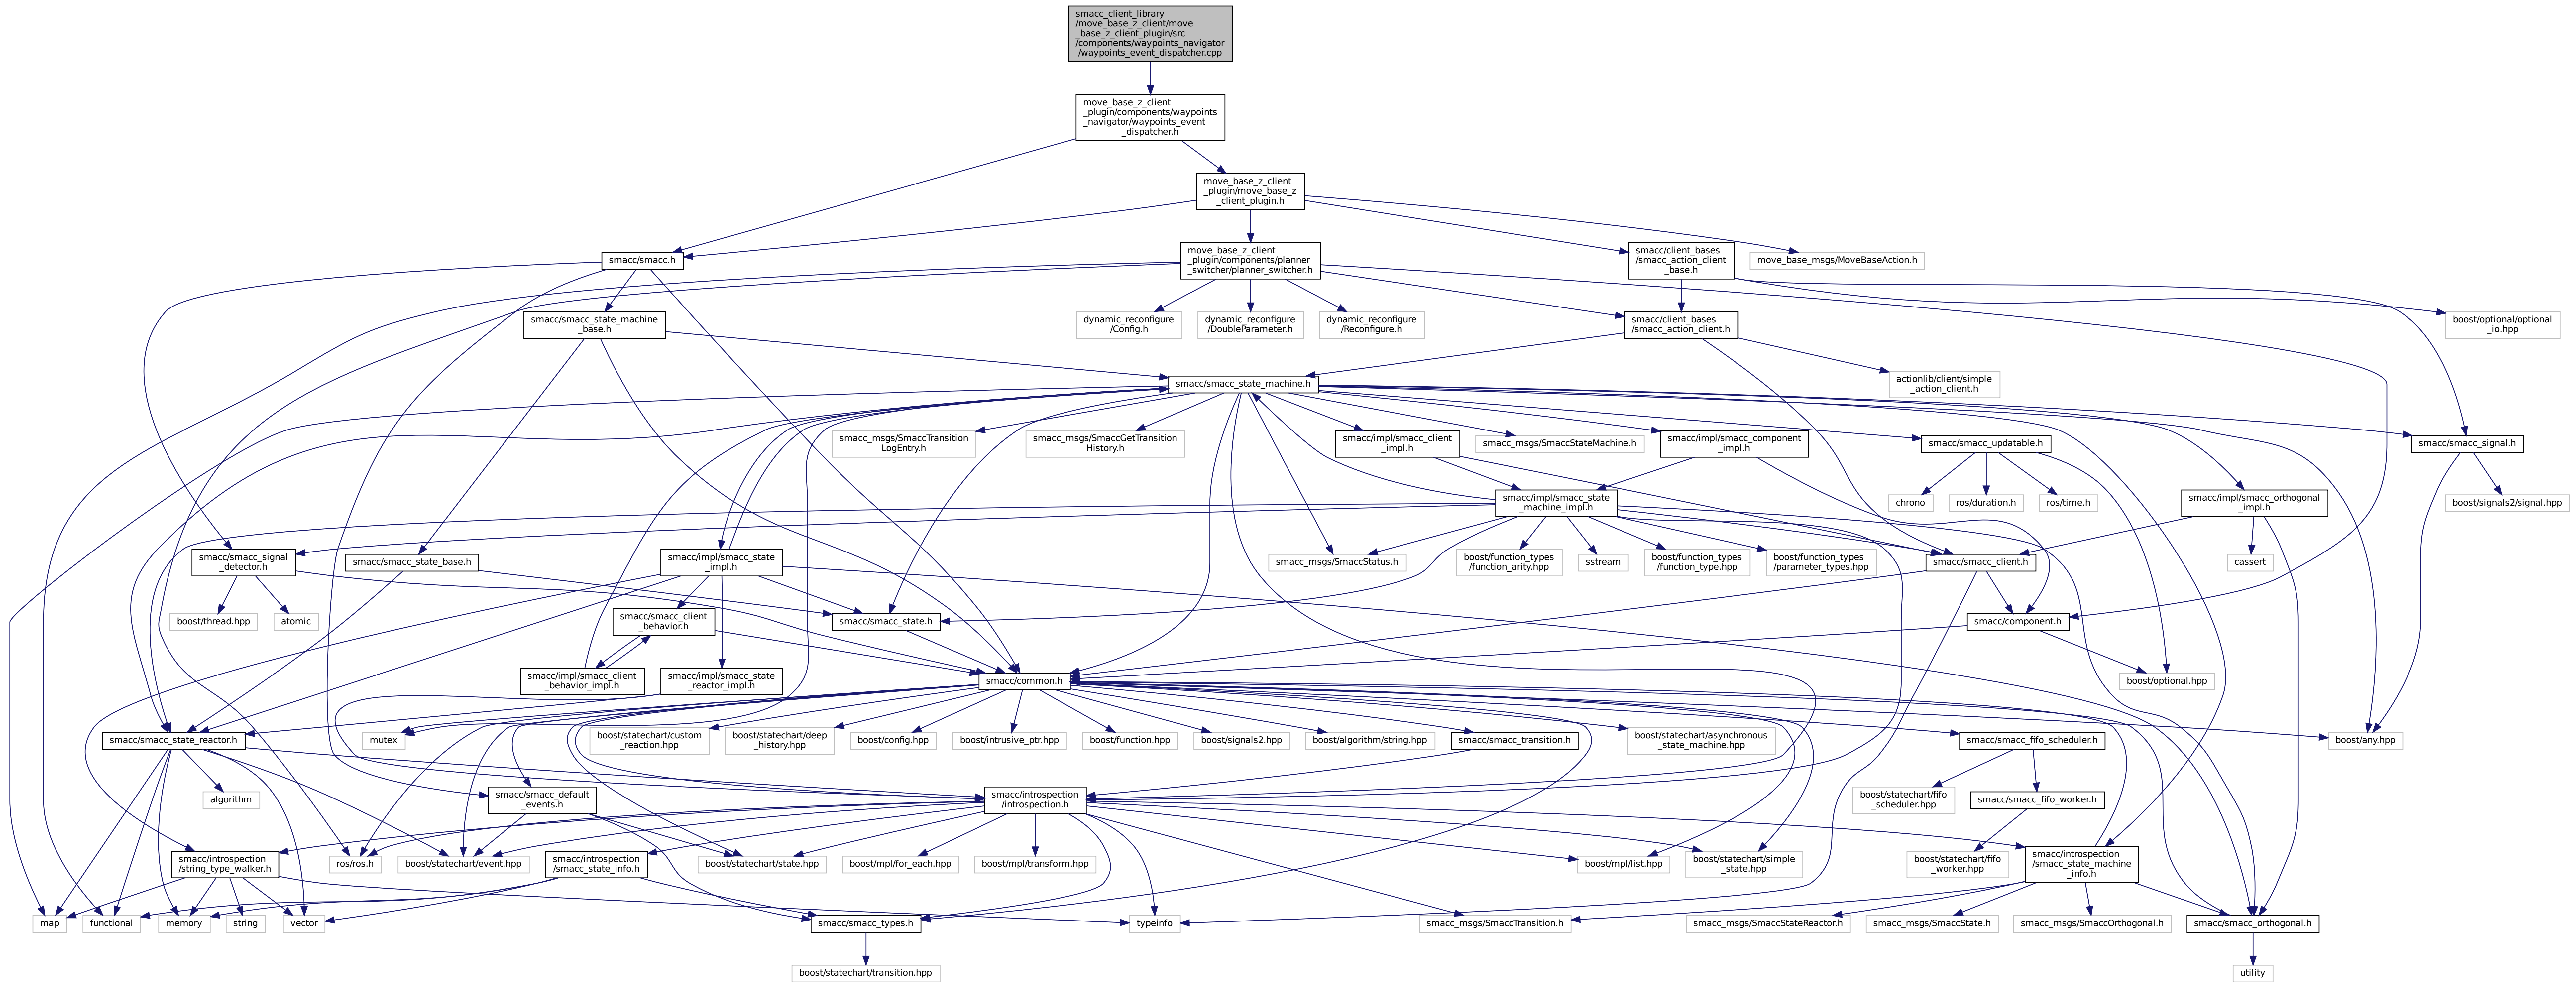 smacc_client_library
/move_base_z_client/move
_base_z_client_plugin/src
/components/waypoints_navigator
/waypoints_event_dispatcher.cpp
move_base_z_client
_plugin/components/waypoints
_navigator/waypoints_event
_dispatcher.h
move_base_z_client
_plugin/move_base_z
_client_plugin.h
smacc/smacc.h
move_base_z_client
_plugin/components/planner
_switcher/planner_switcher.h
smacc/client_bases
/smacc_action_client
_base.h
move_base_msgs/MoveBaseAction.h
smacc/smacc_state_machine
_base.h
dynamic_reconfigure
/Config.h
dynamic_reconfigure
/DoubleParameter.h
dynamic_reconfigure
/Reconfigure.h
smacc/client_bases
/smacc_action_client.h
boost/optional/optional
_io.hpp
smacc/smacc_state_machine.h
actionlib/client/simple
_action_client.h
smacc_msgs/SmaccTransition
LogEntry.h
smacc_msgs/SmaccGetTransition
History.h
smacc/impl/smacc_client
_impl.h
smacc_msgs/SmaccStateMachine.h
smacc/impl/smacc_component
_impl.h
smacc/smacc_updatable.h
smacc/smacc_signal.h
smacc/impl/smacc_state
_machine_impl.h
chrono
ros/duration.h
ros/time.h
smacc/impl/smacc_orthogonal
_impl.h
boost/signals2/signal.hpp
smacc/smacc_signal
_detector.h
smacc/smacc_state_base.h
smacc/impl/smacc_state
_impl.h
smacc_msgs/SmaccStatus.h
boost/function_types
/function_arity.hpp
sstream
boost/function_types
/function_type.hpp
boost/function_types
/parameter_types.hpp
smacc/smacc_client.h
cassert
boost/thread.hpp
atomic
smacc/smacc_client
_behavior.h
smacc/smacc_state.h
smacc/component.h
smacc/impl/smacc_client
_behavior_impl.h
smacc/impl/smacc_state
_reactor_impl.h
smacc/common.h
boost/optional.hpp
smacc/smacc_state_reactor.h
mutex
boost/statechart/custom
_reaction.hpp
boost/statechart/deep
_history.hpp
boost/config.hpp
boost/intrusive_ptr.hpp
boost/function.hpp
boost/signals2.hpp
boost/algorithm/string.hpp
smacc/smacc_transition.h
boost/statechart/asynchronous
_state_machine.hpp
smacc/smacc_fifo_scheduler.h
boost/any.hpp
algorithm
smacc/smacc_default
_events.h
smacc/introspection
/introspection.h
boost/statechart/fifo
_scheduler.hpp
smacc/smacc_fifo_worker.h
smacc/introspection
/string_type_walker.h
ros/ros.h
boost/statechart/event.hpp
smacc/introspection
/smacc_state_info.h
boost/statechart/state.hpp
boost/mpl/for_each.hpp
boost/mpl/transform.hpp
boost/mpl/list.hpp
boost/statechart/simple
_state.hpp
boost/statechart/fifo
_worker.hpp
smacc/introspection
/smacc_state_machine
_info.h
map
functional
memory
string
vector
smacc/smacc_types.h
typeinfo
smacc_msgs/SmaccTransition.h
smacc_msgs/SmaccStateReactor.h
smacc_msgs/SmaccState.h
smacc_msgs/SmaccOrthogonal.h
smacc/smacc_orthogonal.h
boost/statechart/transition.hpp
utility